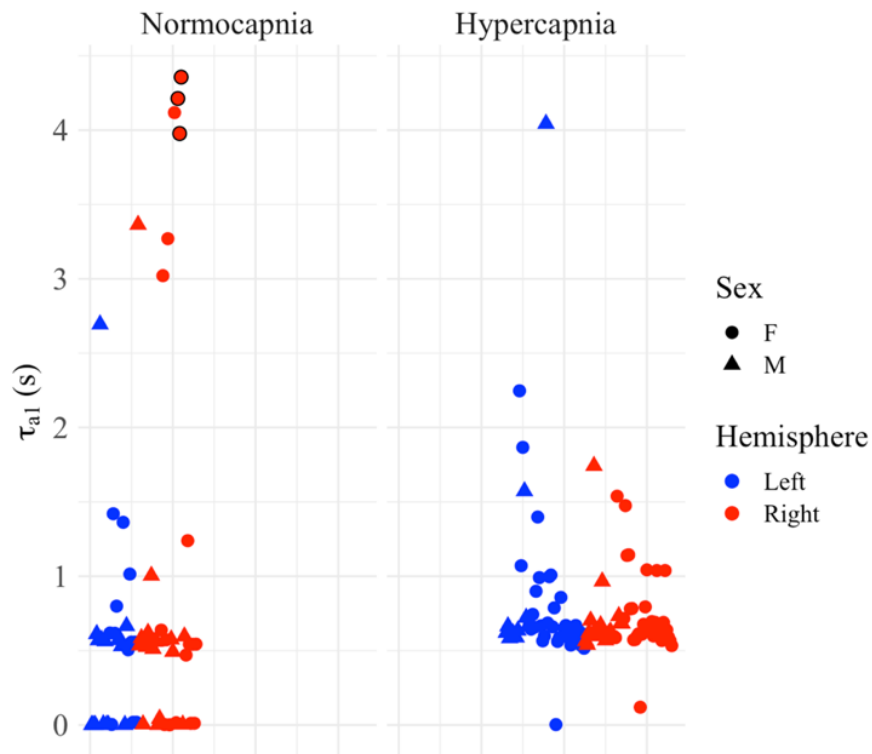 Normocapnia Hypercapnia
4
3
2
1
0
τa1 (s)
Sex
F
M
Hemisphere
Left
Right